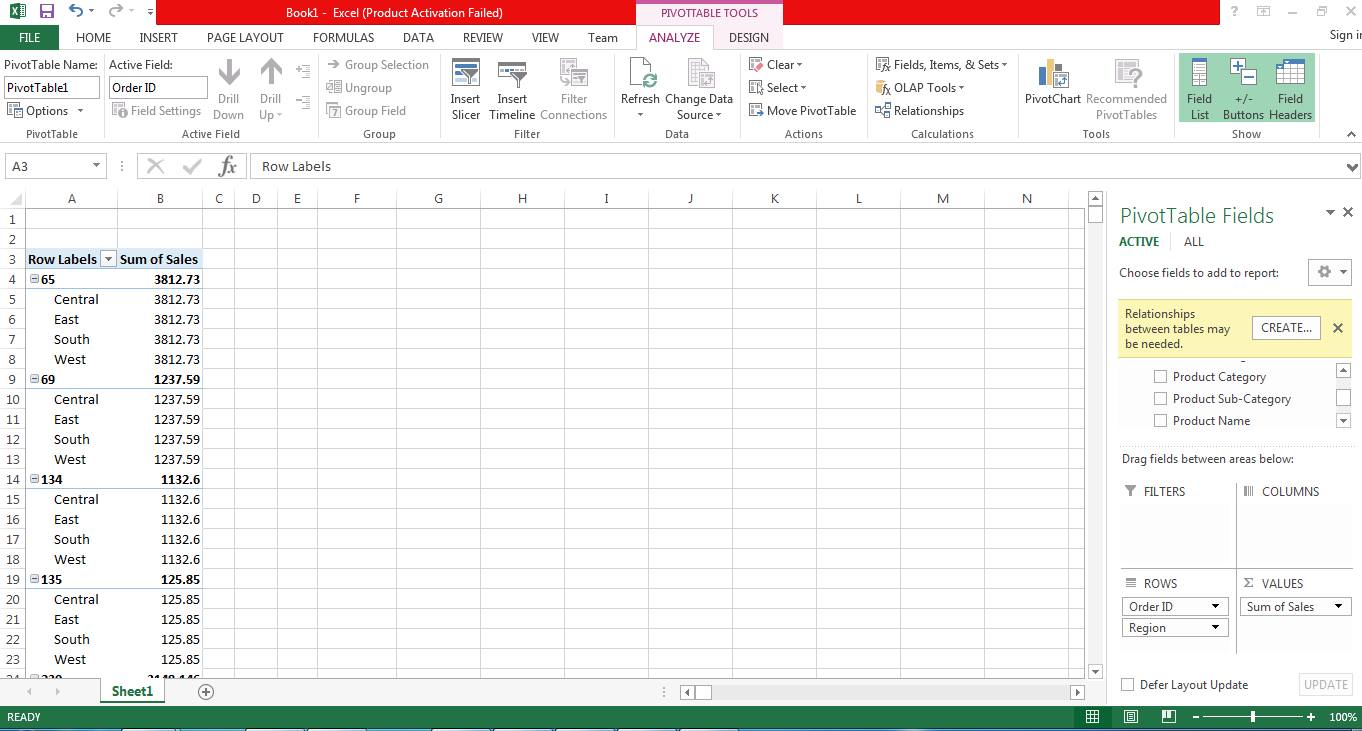 Book1 - Excel (Product Activation Failed)
PIVOTTABLE TOOLS
?
FILE HOME INSERT PAGE LAYOUT FORMULAS DATA REVIEW VIEW Team ANALYZE DESIGN Sign in
PivotTable Name:
PivotTable1
Options
PivotTable
Active Field:
Order ID
Field Settings
Drill
Down
Drill
Up
Active Field
Group Selection
Ungroup
Group Field
Group
Insert
Slicer
Insert
Timeline
Filter
Connections
Filter
Refresh
Change Data
Source
Data
Clear
Select
Move PivotTable
Actions
Fields, Items, & Sets
OLAP Tools
Relationships
Calculations
PivotChart
Recommended
PivotTables
Tools
Field
List
+/-
Buttons
Field
Headers
Show
A3 fx Row Labels
A B C D E F G H I J K L M N
1
2
3 Row Labels Sum of Sales
4 65 3812.73
5 Central 3812.73
6 East 3812.73
7 South 3812.73
8 West 3812.73
9 69 1237.59
10 Central 1237.59
11 East 1237.59
12 South 1237.59
13 West 1237.59
14 134 1132.6
15 Central 1132.6
16 East 1132.6
17 South 1132.6
18 West 1132.6
19 135 125.85
20 Central 125.85
21 East 125.85
22 South 125.85
23 West 125.85
Sheet1
PivotTable Fields
ACTIVE ALL
Choose fields to add to report:
Relationships
between tables may
be needed.
CREATE...
Product Category
Product Sub-Category
Product Name
Drag fields between areas below:
FILTERS
COLUMNS
ROWS
Order ID
Region
Σ VALUES
Sum of Sales
Defer Layout Update
UPDATE
READY
100%